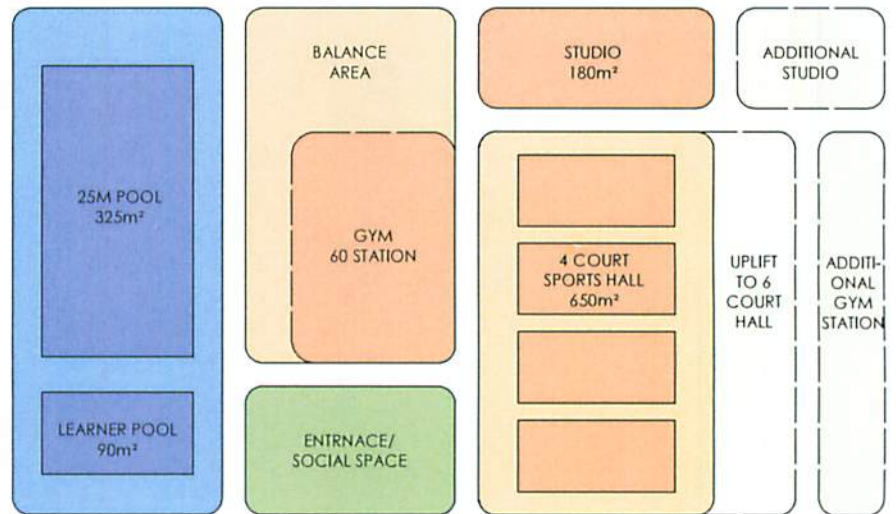 25M POOL
325m²
LEARNER POOL
90m²
BALANCE
AREA
GYM
60 STATION
ENTRNACE/
SOCIAL SPACE
STUDIO
180m²
4 COURT
SPORTS HALL
650m²
ADDITIONAL
STUDIO
UPLIFT
TO 6
COURT
HALL
ADDITI-
ONAL
GYM
STATION